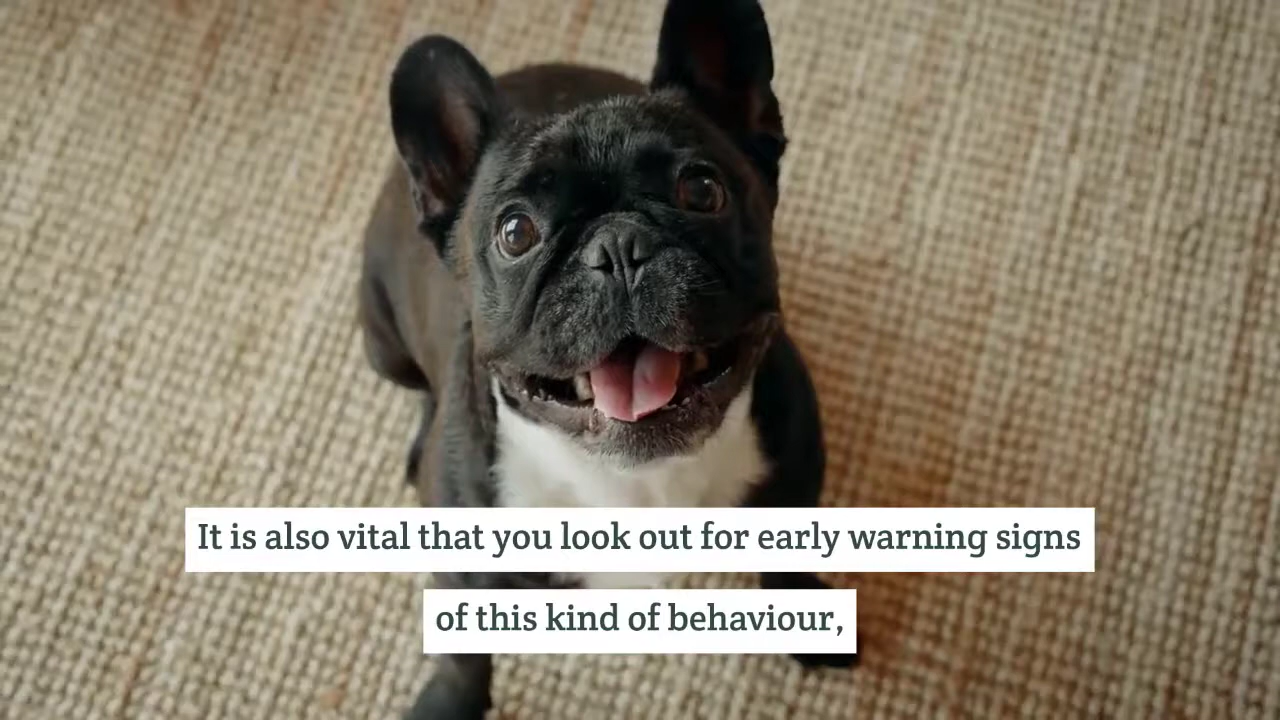 It is also vital that you look out for early warning signs
of this kind of behaviour,